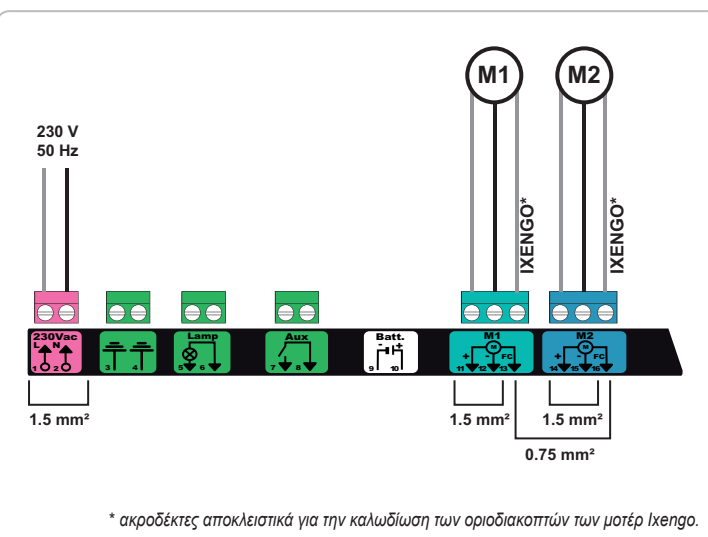 M1 M2
230 V
50 Hz
IXENGO* IXENGO*
230Vac Lamp Aux Batt. M1 M2
L N - + M M
+ - FC + - FC
1 2 3 4 5 6 7 8 9 10 11 12 13 14 15 16
1.5 mm² 1.5 mm² 1.5 mm²
0.75 mm²
* ακροδέκτες αποκλειστικά για την καλωδίωση των οριοδιακοπτών των μοτέρ Ixengo.